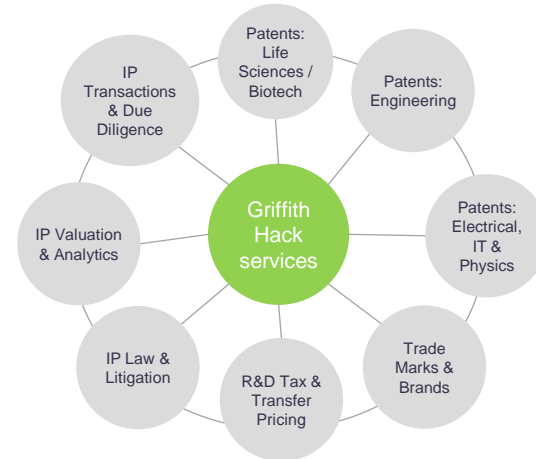 Patents:
Life
Sciences /
Biotech
Patents:
Engineering
Patents:
Electrical,
IT &
Physics
Trade
Marks &
Brands
R&D Tax &
Transfer
Pricing
IP Law &
Litigation
IP Valuation
& Analytics
IP
Transactions
& Due
Diligence
Griffith
Hack
services